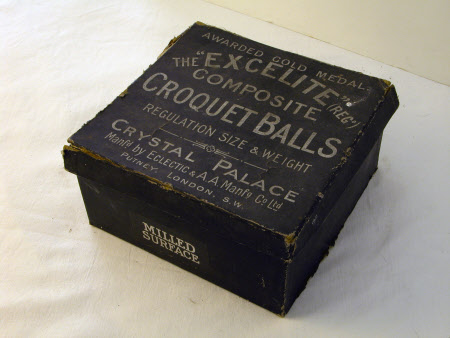 AWARDED GOLD MEDAL
THE "EXCELITE" (REG)
COMPOSITE
CROQUET BALLS
REGULATION SIZE & WEIGHT
CRYSTAL PALACE
Manfd by ECLECTIC & A.A. Manfg Co Ltd
PUTNEY, LONDON, S.W.
MILLED
SURFACE